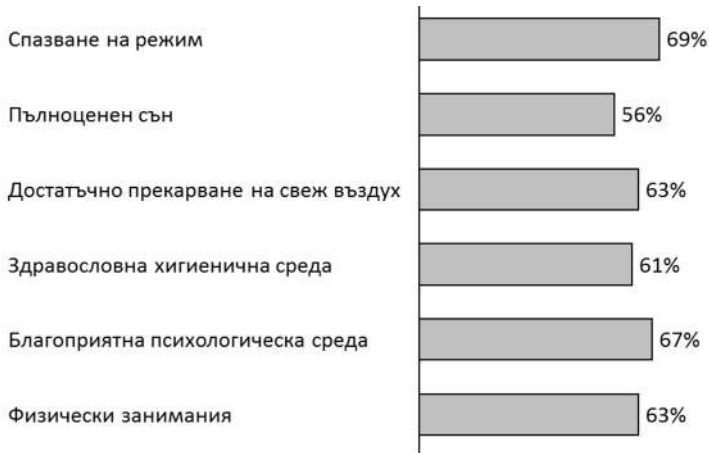 Спазване на режим 69%
Пълноценен сън 56%
Достатъчно прекарване на свеж въздух 63%
Здравословна хигиенична среда 61%
Благоприятна психологическа среда 67%
Физически занимания 63%